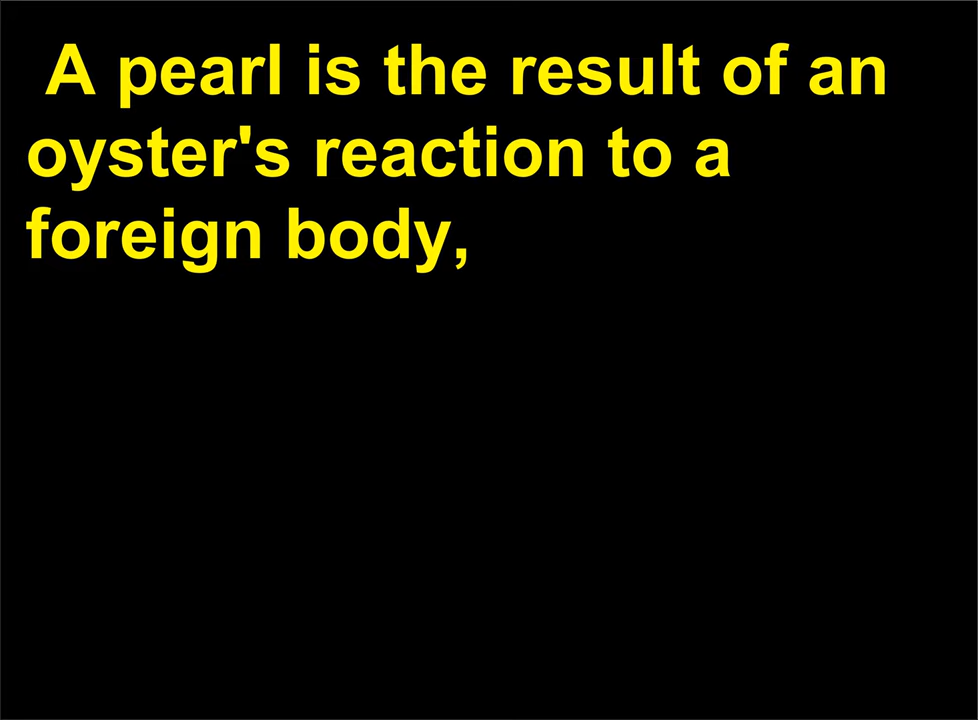 A pearl is the result of an
oyster's reaction to a
foreign body,